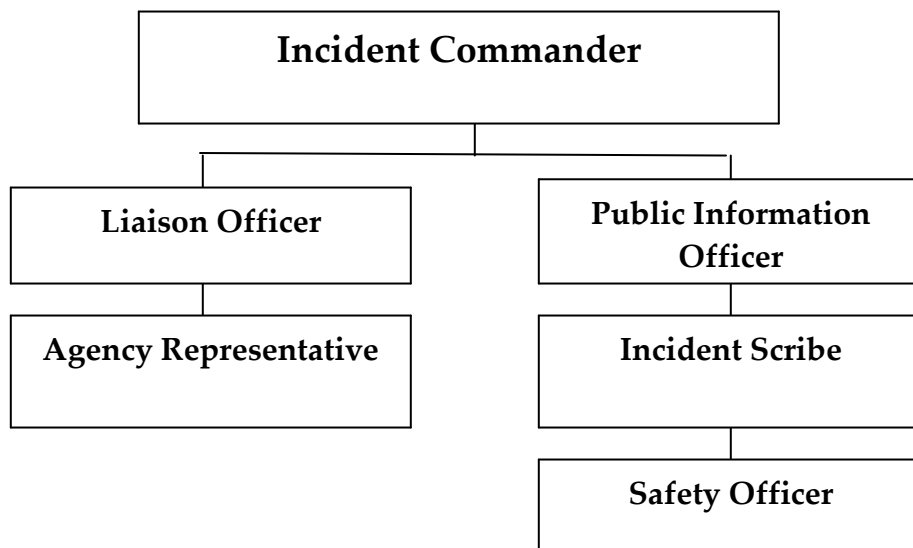 Incident Commander
Liaison Officer
Public Information
Officer
Agency Representative
Incident Scribe
Safety Officer